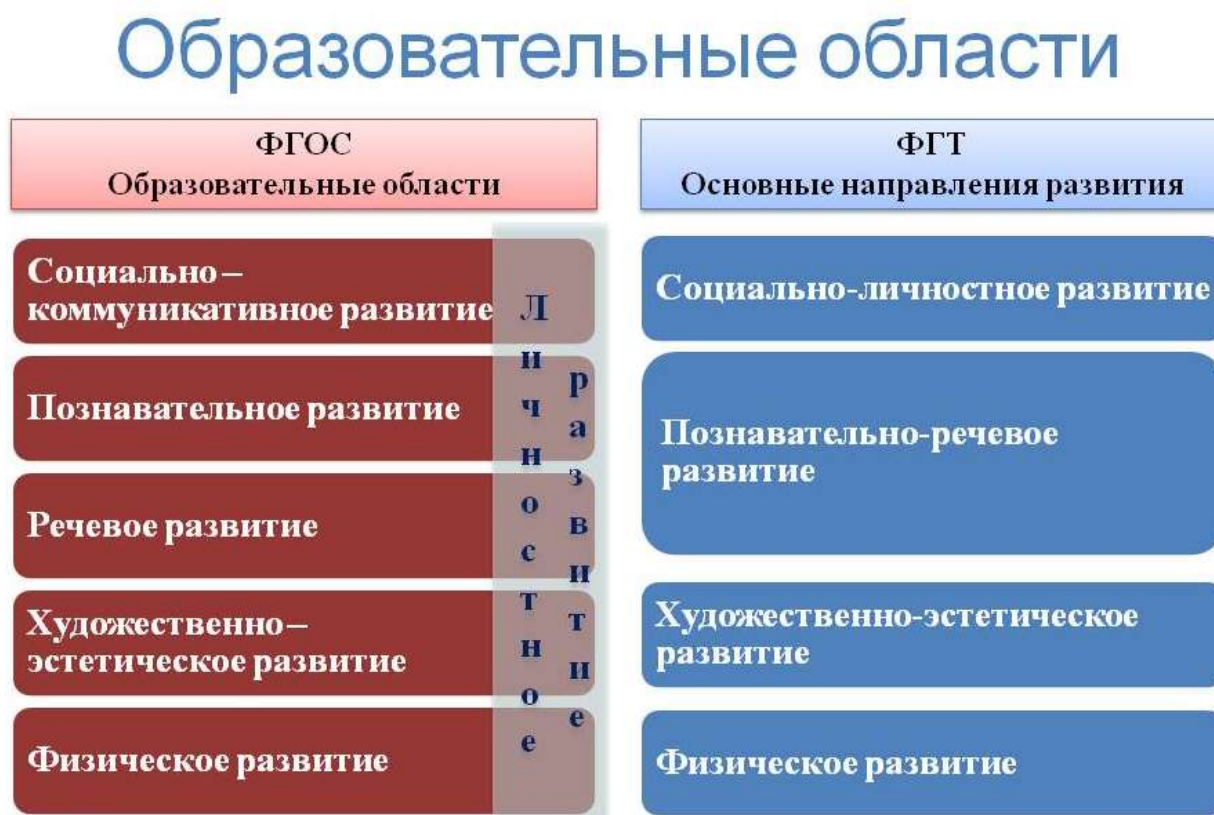 Образовательные области
ФГОС
Образовательные области
Социально–
коммуникативное развитие
Познавательное развитие
Речевое развитие
Художественно–
эстетическое развитие
Физическое развитие
Личностное
развитие
ФГТ
Основные направления развития
Социально-личностное развитие
Познавательно-речевое
развитие
Художественно-эстетическое
развитие
Физическое развитие